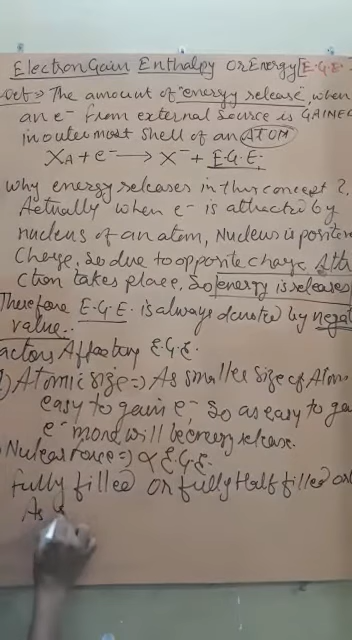 Electron Gain Enthalpy Or Energy [E.G.E.
Def => The amount of "energy release", when
an e- from external source is GAINED
in outer most shell of an ATOM
XA + e- → X- + E.G.E.
Why energy releases in this concept ?
Actually when e- is attracted by
nucleus of an atom, Nucleus is positive
Charge. So due to opposite charge Attra
ction takes place, So energy is releases
Therefore E.G.E. is always denoted by negat
value..
actors Affecting E.G.E.
1) Atomic size => As smaller size of Atom
easy to gain e- So as easy to ga
e- more will be energy release.
Nulear Force => ∝ E.G.E.
fully filled or fully Half filled or
As